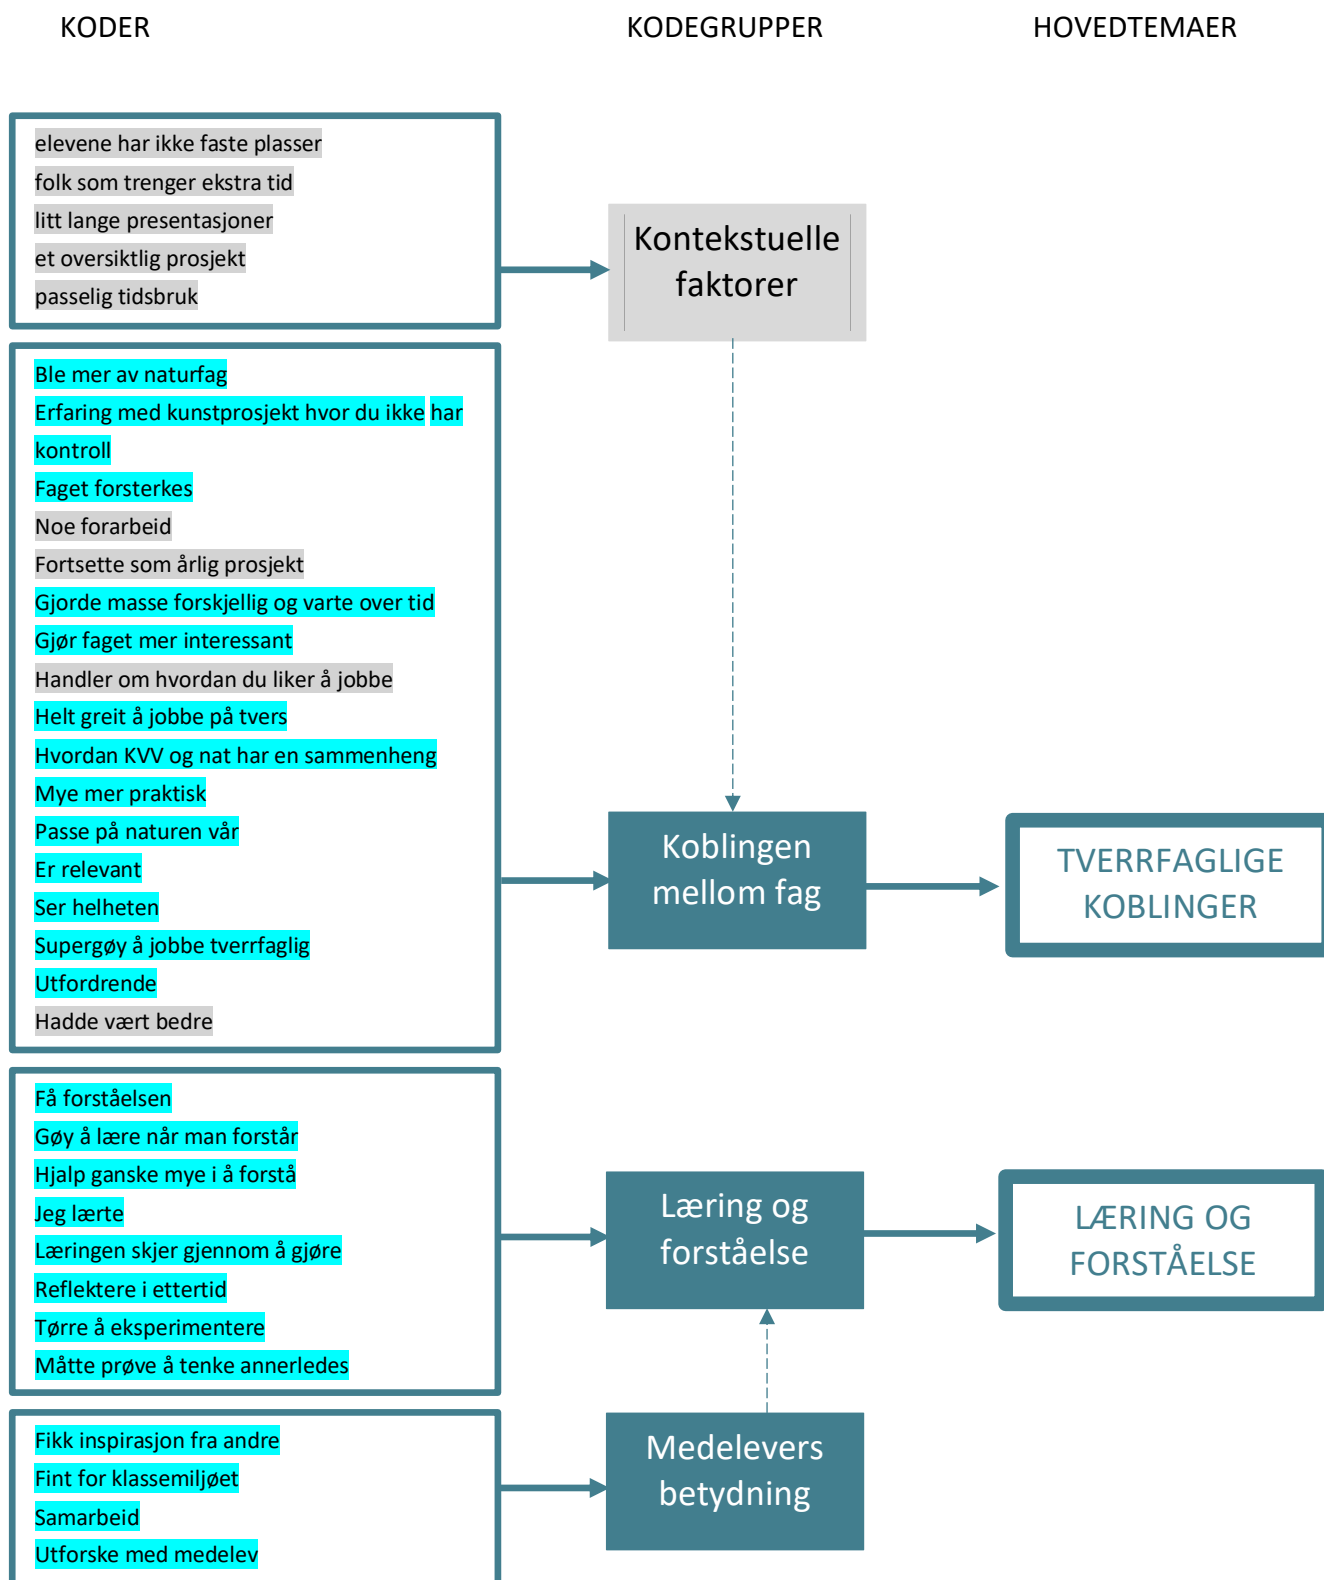 KODER
KODEGRUPPER
HOVEDTEMAER
elevene har ikke faste plasser
folk som trenger ekstra tid
litt lange presentasjoner
et oversiktlig prosjekt
passelig tidsbruk
Kontekstuelle
faktorer
Ble mer av naturfag
Erfaring med kunstprosjekt hvor du ikke har
kontroll
Faget forsterkes
Noe forarbeid
Fortsette som årlig prosjekt
Gjorde masse forskjellig og varte over tid
Gjør faget mer interessant
Handler om hvordan du liker å jobbe
Helt greit å jobbe på tvers
Hvordan KVV og nat har en sammenheng
Mye mer praktisk
Passe på naturen vår
Er relevant
Ser helheten
Supergøy å jobbe tverrfaglig
Utfordrende
Hadde vært bedre
Koblingen
mellom fag
TVERRFAGLIGE
KOBLINGER
Få forståelsen
Gøy å lære når man forstår
Hjalp ganske mye i å forstå
Jeg lærte
Læringen skjer gjennom å gjøre
Reflektere i ettertid
Tørre å eksperimentere
Måtte prøve å tenke annerledes
Læring og
forståelse
LÆRING OG
FORSTÅELSE
Fikk inspirasjon fra andre
Fint for klassemiljøet
Samarbeid
Utforske med medelev
Medelevers
betydning